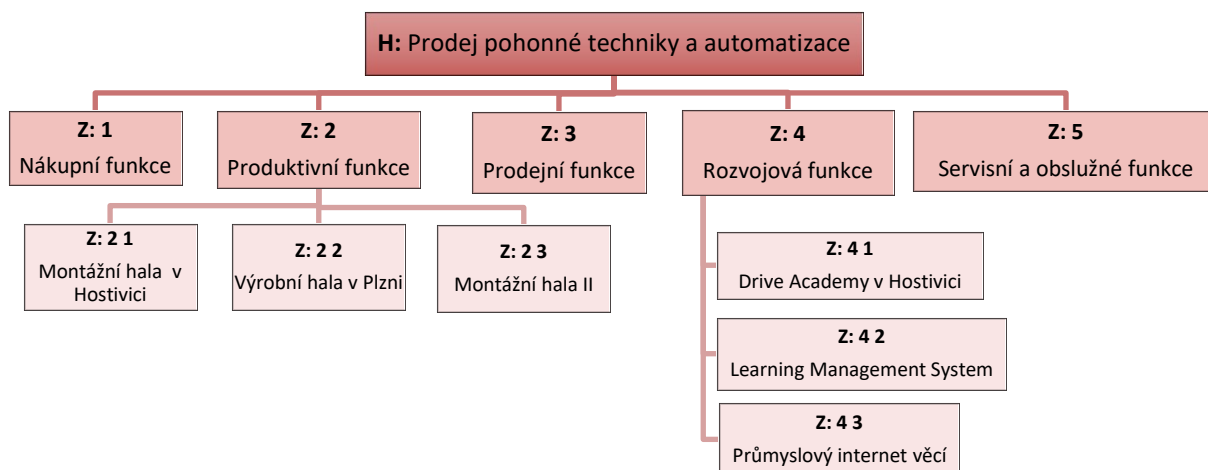 H: Prodej pohonné techniky a automatizace
Z: 1
Nákupní funkce
Z: 2
Produktivní funkce
Z: 3
Prodejní funkce
Z: 4
Rozvojová funkce
Z: 5
Servisní a obslužné funkce
Z: 2 1
Montážní hala v
Hostivici
Z: 2 2
Výrobní hala v Plzni
Z: 2 3
Montážní hala II
Z: 4 1
Drive Academy v Hostivici
Z: 4 2
Learning Management System
Z: 4 3
Průmyslový internet věcí